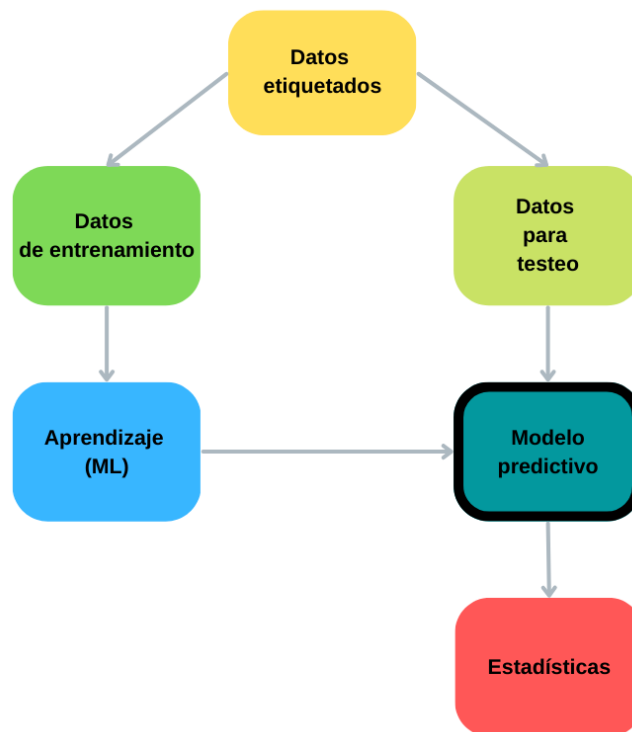 Datos
etiquetados
Datos
de entrenamiento
Datos
para
testeo
Aprendizaje
(ML)
Modelo
predictivo
Estadísticas